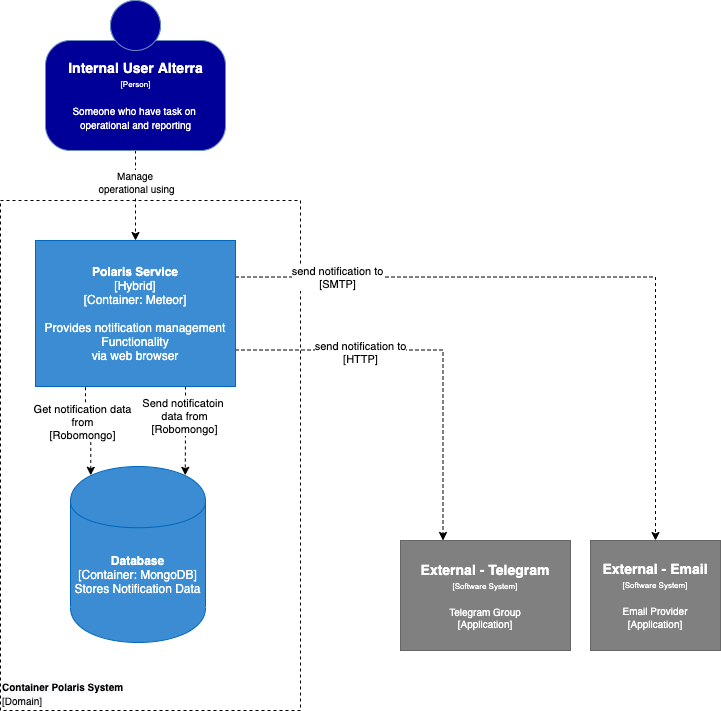 Internal User Alterra
[Person]
Someone who have task on
operational and reporting
Manage
operational using
Polaris Service
[Hybrid]
[Container: Meteor]
Provides notification management
Functionality
via web browser
send notification to
[SMTP]
send notification to
[HTTP]
Get notification data
from
[Robomongo]
Send notificatoin
data from
[Robomongo]
Database
[Container: MongoDB]
Stores Notification Data
External - Telegram
[Software System]
Telegram Group
[Application]
External - Email
[Software System]
Email Provider
[Application]
Container Polaris System
[Domain]